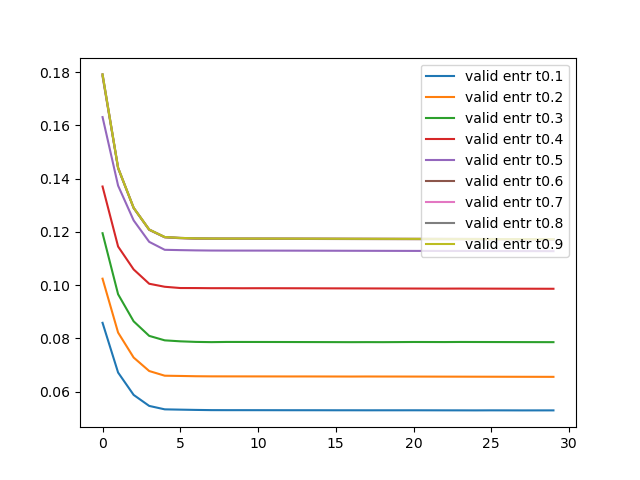 0.18
0.16
0.14
0.12
0.10
0.08
0.06
0
5
10
15
20
25
30
valid entr t0.1
valid entr t0.2
valid entr t0.3
valid entr t0.4
valid entr t0.5
valid entr t0.6
valid entr t0.7
valid entr t0.8
valid entr t0.9